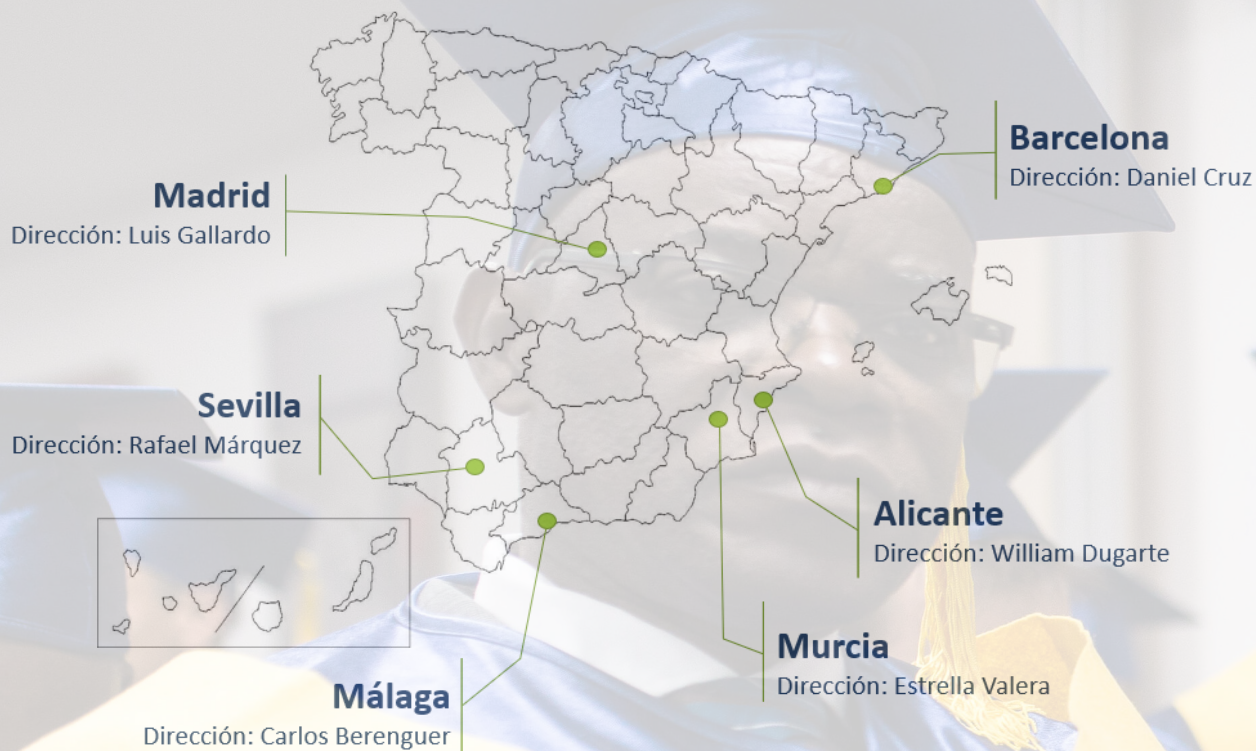 Barcelona
Dirección: Daniel Cruz
Madrid
Dirección: Luis Gallardo
Sevilla
Dirección: Rafael Márquez
Alicante
Dirección: William Dugarte
Murcia
Dirección: Estrella Valera
Málaga
Dirección: Carlos Berenguer